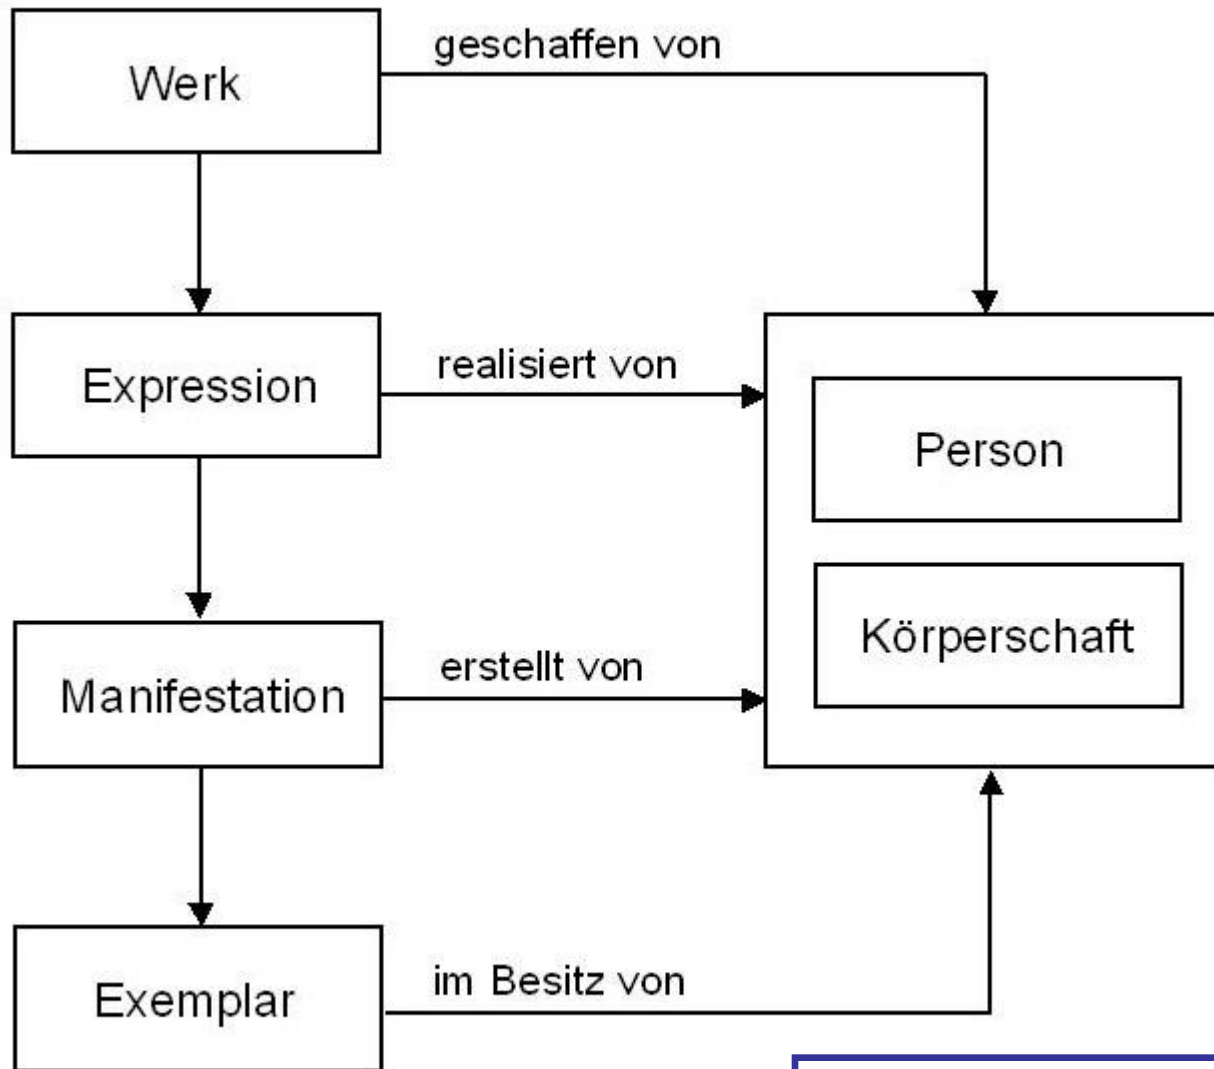 Werk
geschaffen von
Expression
realisiert von
Person
Körperschaft
Manifestation
erstellt von
Exemplar
im Besitz von